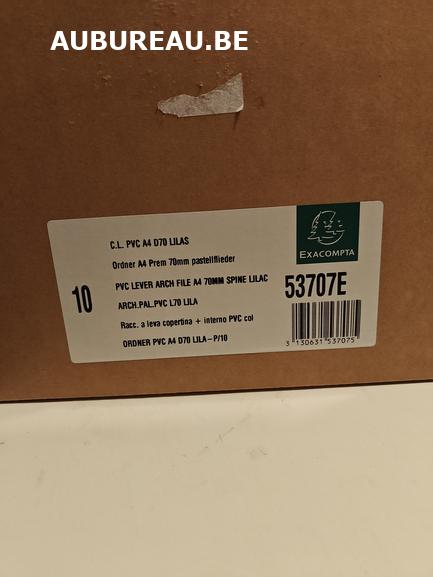 AUBUREAU.BE
C.L. PVC A4 D70 LILAS
Ordner A4 Prem 70mm pastellflieder
PVC LEVER ARCH FILE A4 70MM SPINE LILAC
ARCH.PAL.PVC L70 LILA
Racc. a leva copertina + interno PVC col
ORDNER PVC A4 D70 LILA-P/10
10
EXACOMPTA
53707E
3 130631 537075